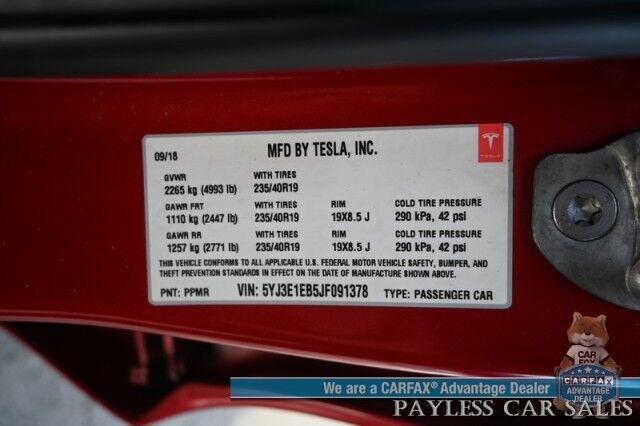 09/18 MFD BY TESLA, INC.
GVWR WITH TIRES
2265 kg (4993 lb) 235/40R19
GAWR FRT WITH TIRES RIM COLD TIRE PRESSURE
1110 kg (2447 lb) 235/40R19 19X8.5 J 290 kPa, 42 psi
GAWR RR WITH TIRES RIM COLD TIRE PRESSURE
1257 kg (2771 lb) 235/40R19 19X8.5 J 290 kPa, 42 psi
THIS VEHICLE CONFORMS TO ALL APPLICABLE U.S. FEDERAL MOTOR VEHICLE SAFETY, BUMPER, AND
THEFT PREVENTION STANDARDS IN EFFECT ON THE DATE OF MANUFACTURE SHOWN ABOVE.
PNT: PPMR VIN: 5YJ3E1EB5JF091378 TYPE: PASSENGER CAR
TESLA
CAR
FOX
CARFAX
ADVANTAGE
DEALER
We are a CARFAX® Advantage Dealer
PAYLESS CAR SALES